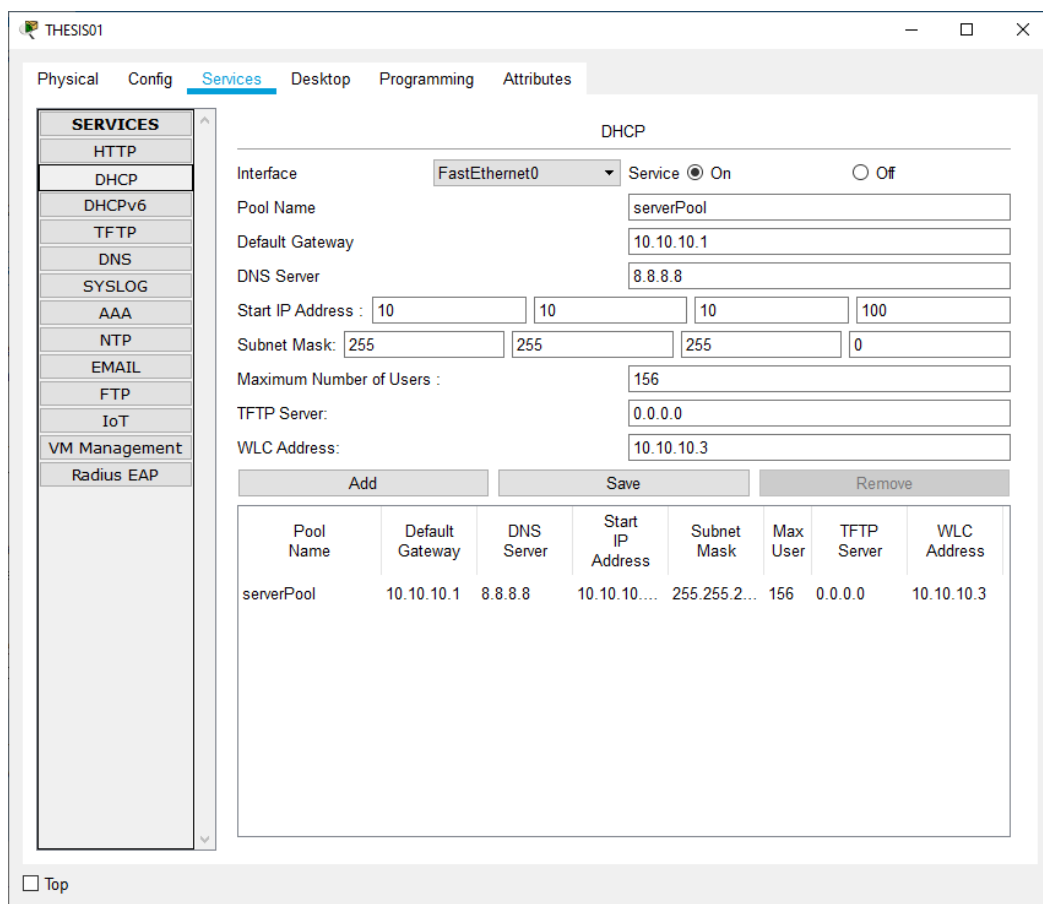 THESIS01
Physical Config Services Desktop Programming Attributes
SERVICES
HTTP
DHCP
DHCPv6
TFTP
DNS
SYSLOG
AAA
NTP
EMAIL
FTP
IoT
VM Management
Radius EAP
DHCP
Interface FastEthernet0 Service On Off
Pool Name serverPool
Default Gateway 10.10.10.1
DNS Server 8.8.8.8
Start IP Address : 10 10 10 100
Subnet Mask: 255 255 255 0
Maximum Number of Users : 156
TFTP Server: 0.0.0.0
WLC Address: 10.10.10.3
Add Save Remove
Pool Name Default Gateway DNS Server Start IP Address Subnet Mask Max User TFTP Server WLC Address
serverPool 10.10.10.1 8.8.8.8 10.10.10.... 255.255.2... 156 0.0.0.0 10.10.10.3
Top